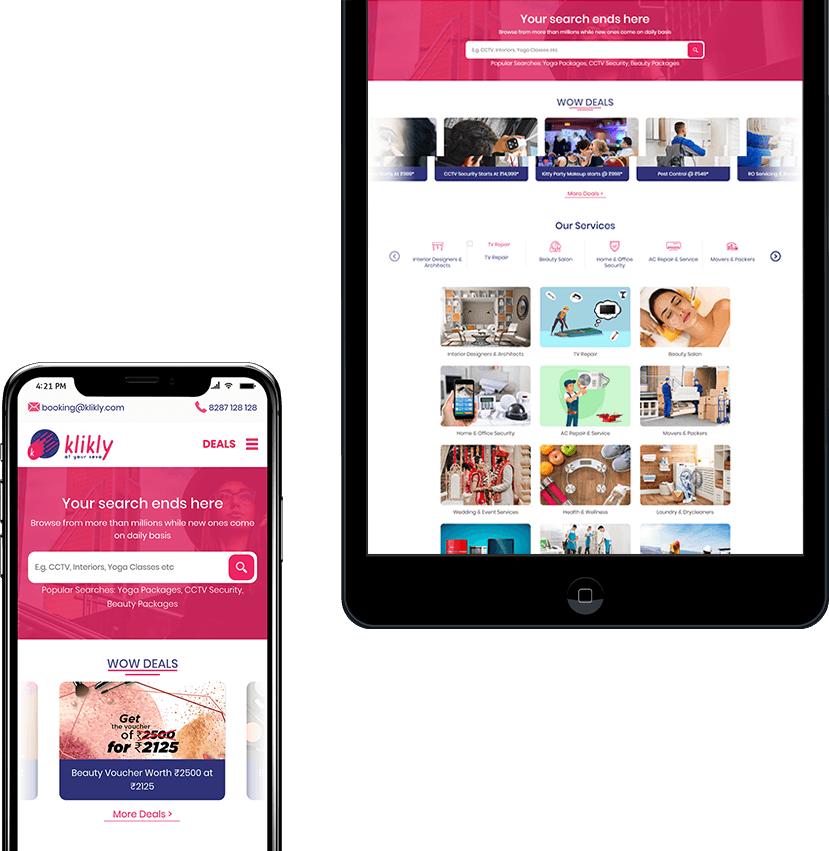 Your search ends here
Browse from more than millions while new ones come on daily basis
E.g. CCTV, Interiors, Yoga Classes etc
Popular Searches: Yoga Packages, CCTV Security, Beauty Packages
WOW DEALS
Starts At ₹999*
CCTV Security Starts At ₹14,999*
Kitty Party Makeup starts @ ₹998*
Pest Control @ ₹549*
RO Servicing &
More Deals >
Our Services
TV Repair
Interior Designers &
Architects
TV Repair
Beauty Salon
Home & Office
Security
AC Repair & Service
Movers & Packers
Interior Designers & Architects
TV Repair
Beauty Salon
Home & Office Security
AC Repair & Service
Movers & Packers
Wedding & Event Services
Health & Wellness
Laundry & Drycleaners
4:21 PM
booking@klikly.com
8287 128 128
k
klikly
at your seva
DEALS
Your search ends here
Browse from more than millions while new ones come
on daily basis
E.g. CCTV, Interiors, Yoga Classes etc
Popular Searches: Yoga Packages, CCTV Security,
Beauty Packages
WOW DEALS
Get
the voucher
of ₹2500
for ₹2125
Beauty Voucher Worth ₹2500 at
₹2125
More Deals >